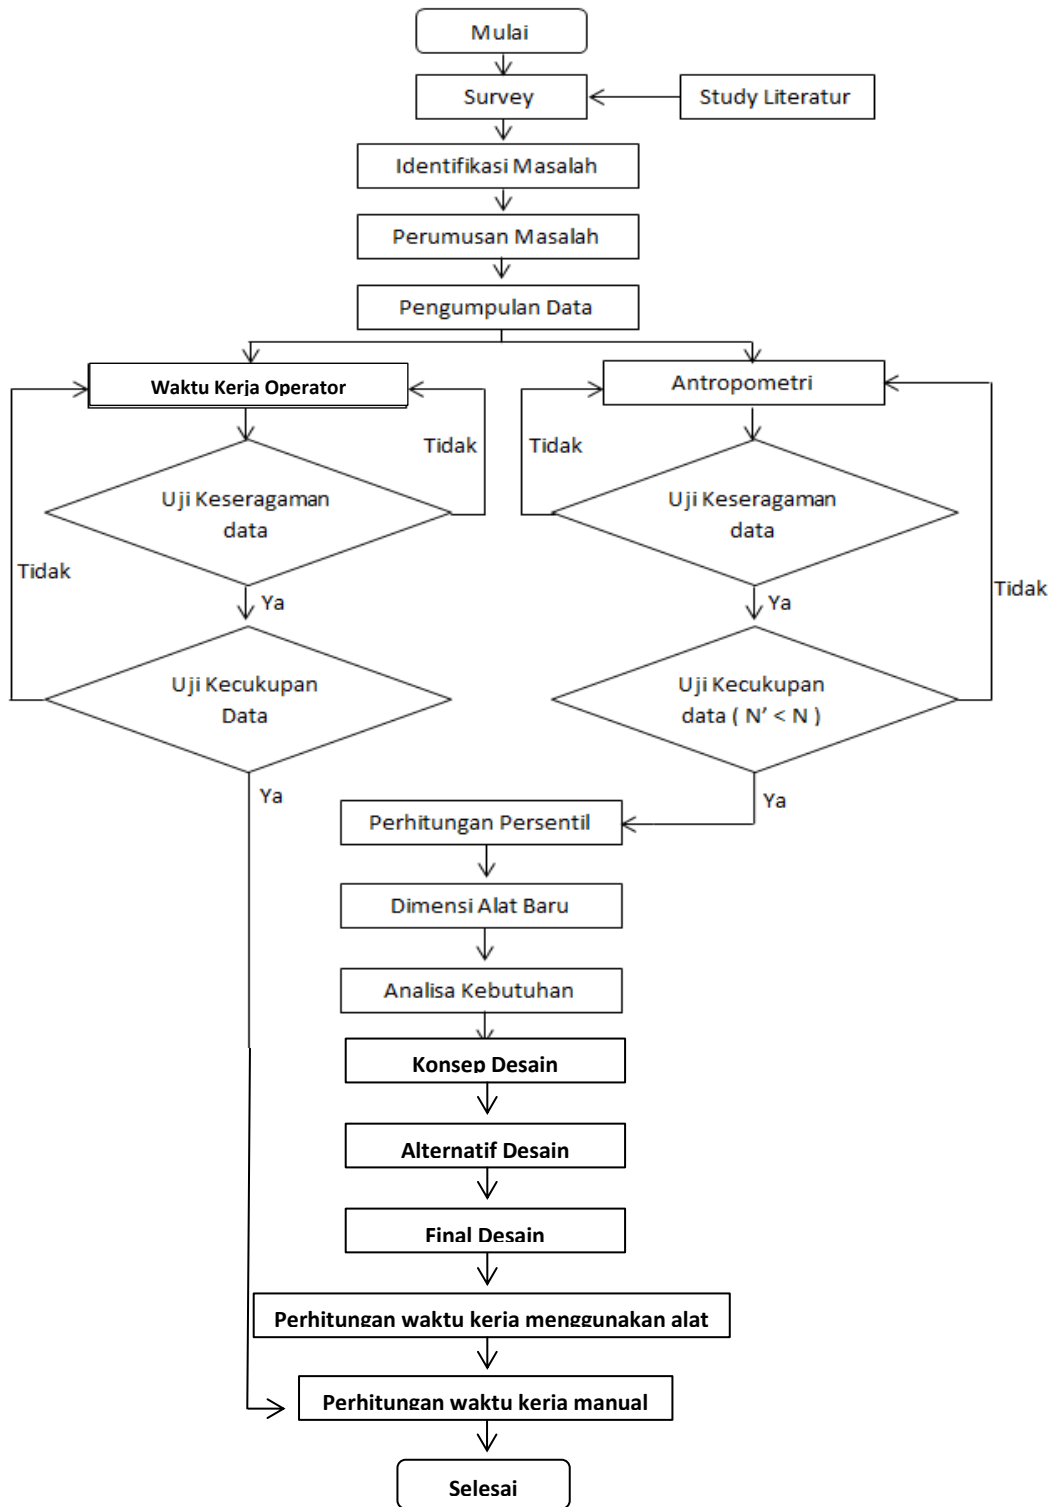 Mulai
Survey
Study Literatur
Identifikasi Masalah
Perumusan Masalah
Pengumpulan Data
Waktu Kerja Operator
Antropometri
Tidak
Tidak
Uji Keseragaman
data
Uji Keseragaman
data
Tidak
Tidak
Ya
Ya
Uji Kecukupan
Data
Uji Kecukupan
data ( N’ < N )
Ya
Ya
Perhitungan Persentil
Dimensi Alat Baru
Analisa Kebutuhan
Konsep Desain
Alternatif Desain
Final Desain
Perhitungan waktu kerja menggunakan alat
Perhitungan waktu kerja manual
Selesai